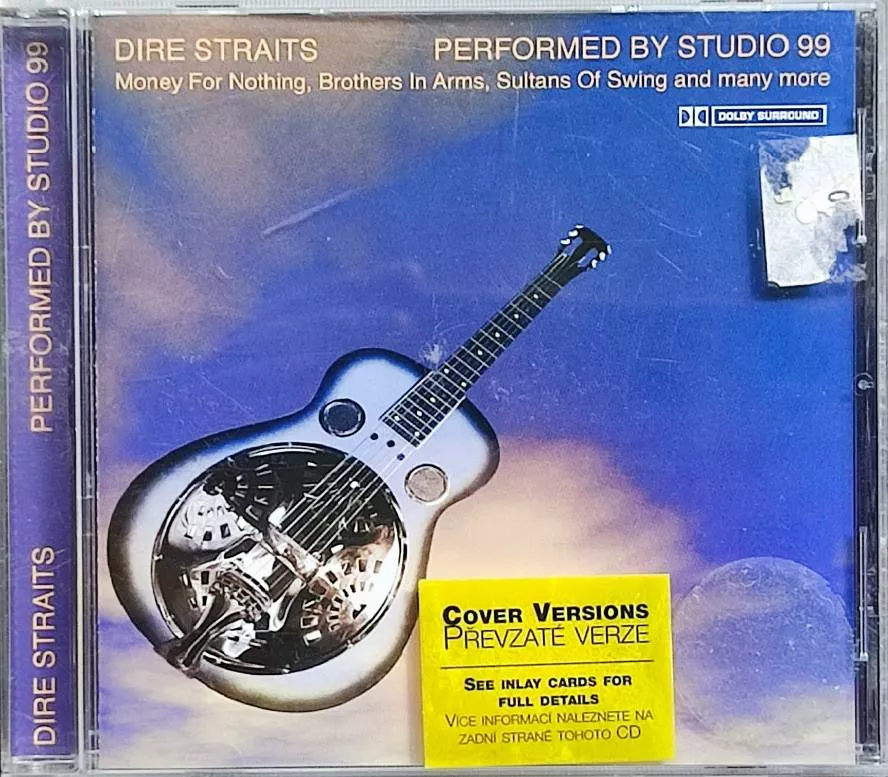 DIRE STRAITS PERFORMED BY STUDIO 99
DIRE STRAITS PERFORMED BY STUDIO 99
Money For Nothing, Brothers In Arms, Sultans Of Swing and many more
DOLBY SURROUND
COVER VERSIONS
PŘEVZATÉ VERZE
SEE INLAY CARDS FOR
FULL DETAILS
VÍCE INFORMACÍ NALEZNETE NA
ZADNÍ STRANĚ TOHOTO CD